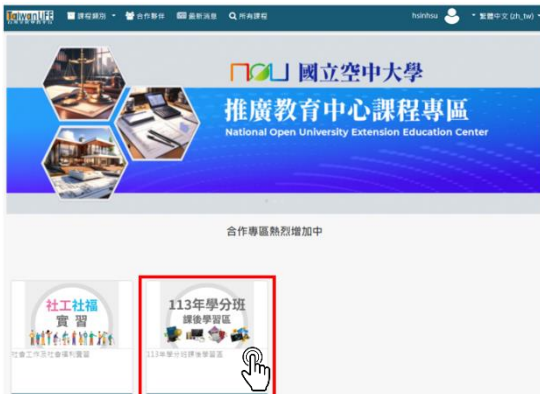 TaiwanLIFE
課程類別
合作夥伴
最新消息
所有課程
hsinhsu
繁體中文 (zh_tw)
NOU 國立空中大學
推廣教育中心課程專區
National Open University Extension Education Center
合作專區熱烈增加中
社工社福
實習
社會工作及社會福利實習
113年學分班
課後學習區
113年學分班課後學習區